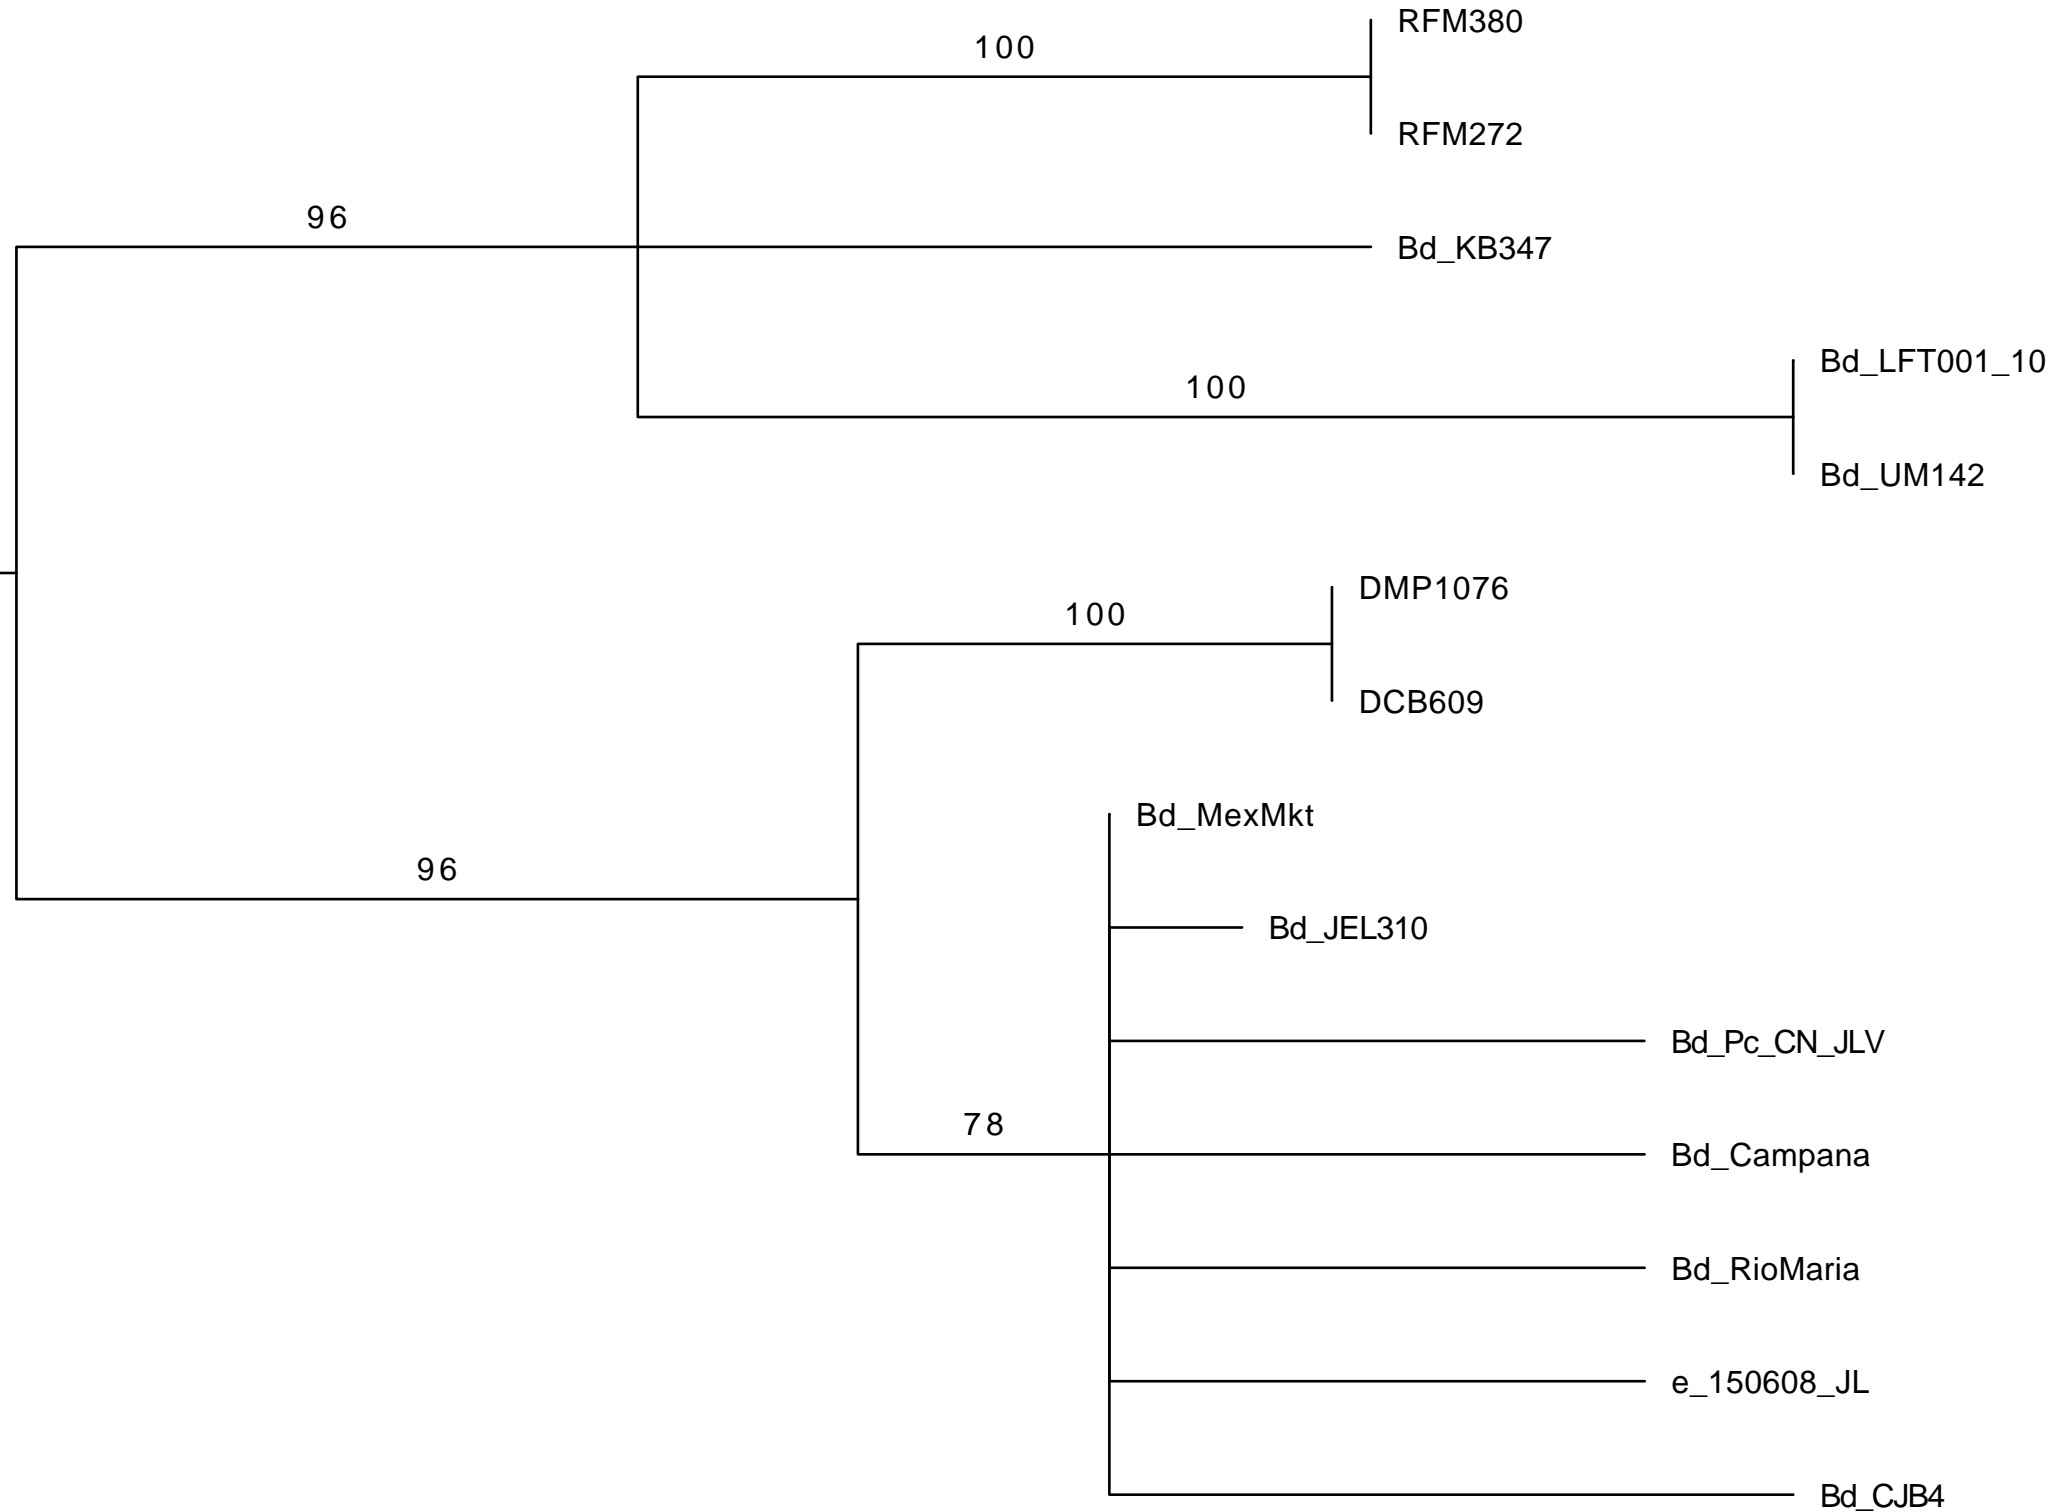 RFM380
100
RFM272
96
Bd_KB347
Bd_LFT001_10
100
Bd_UM142
DMP1076
100
DCB609
Bd_MexMkt
96
Bd_JEL310
Bd_Pc_CN_JLV
78
Bd_Campana
Bd_RioMaria
e_150608_JL
Bd_CJB4